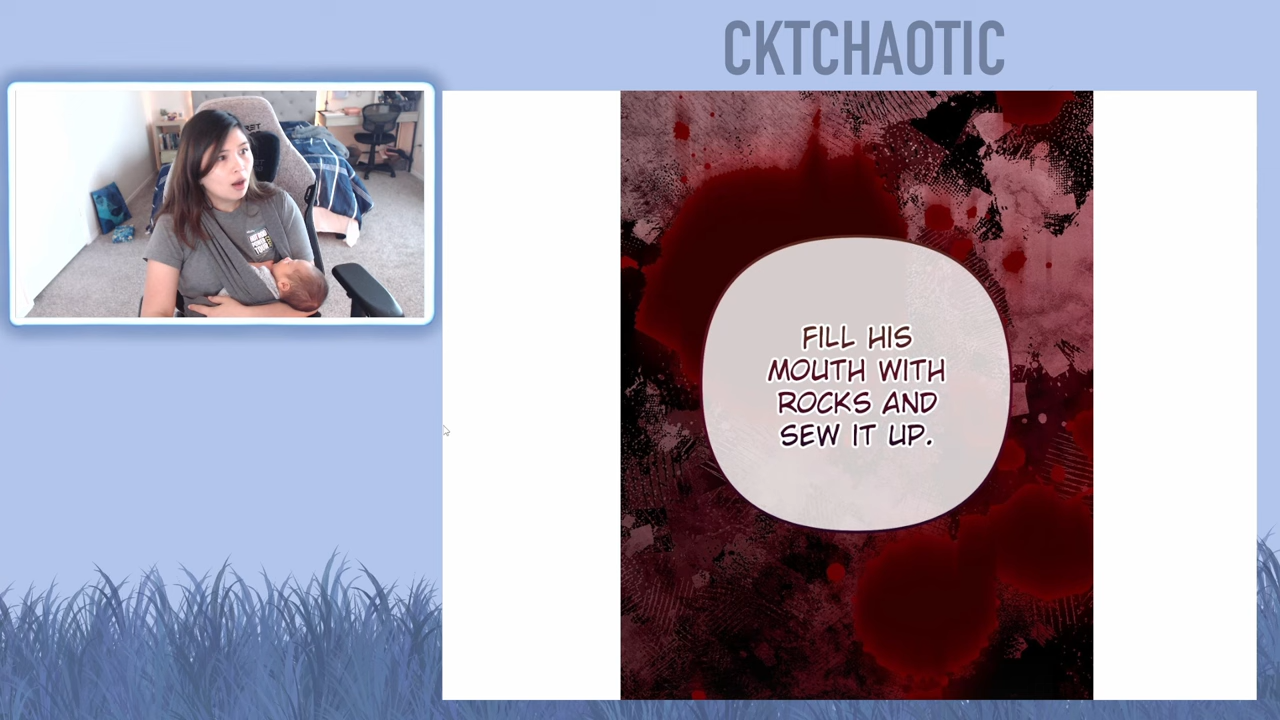 CKTCHAOTIC
FILL HIS
MOUTH WITH
ROCKS AND
SEW IT UP.